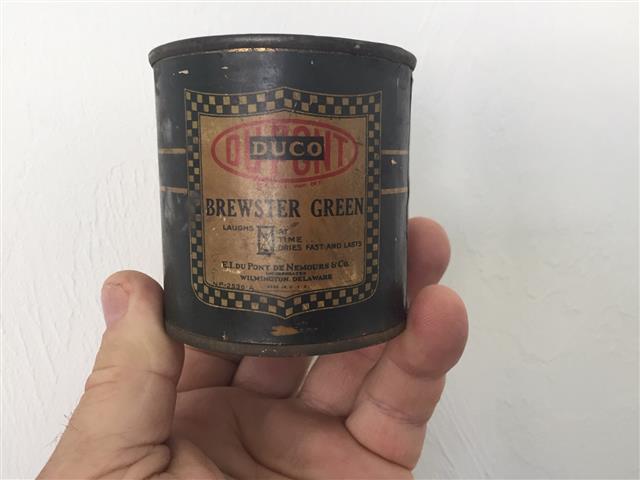 DU PONT
DUCO
BREWSTER GREEN
LAUGHS AT
TIME
DRIES FAST AND LASTS
E.I. DU PONT DE NEMOURS & CO.
INCORPORATED
WILMINGTON, DELAWARE